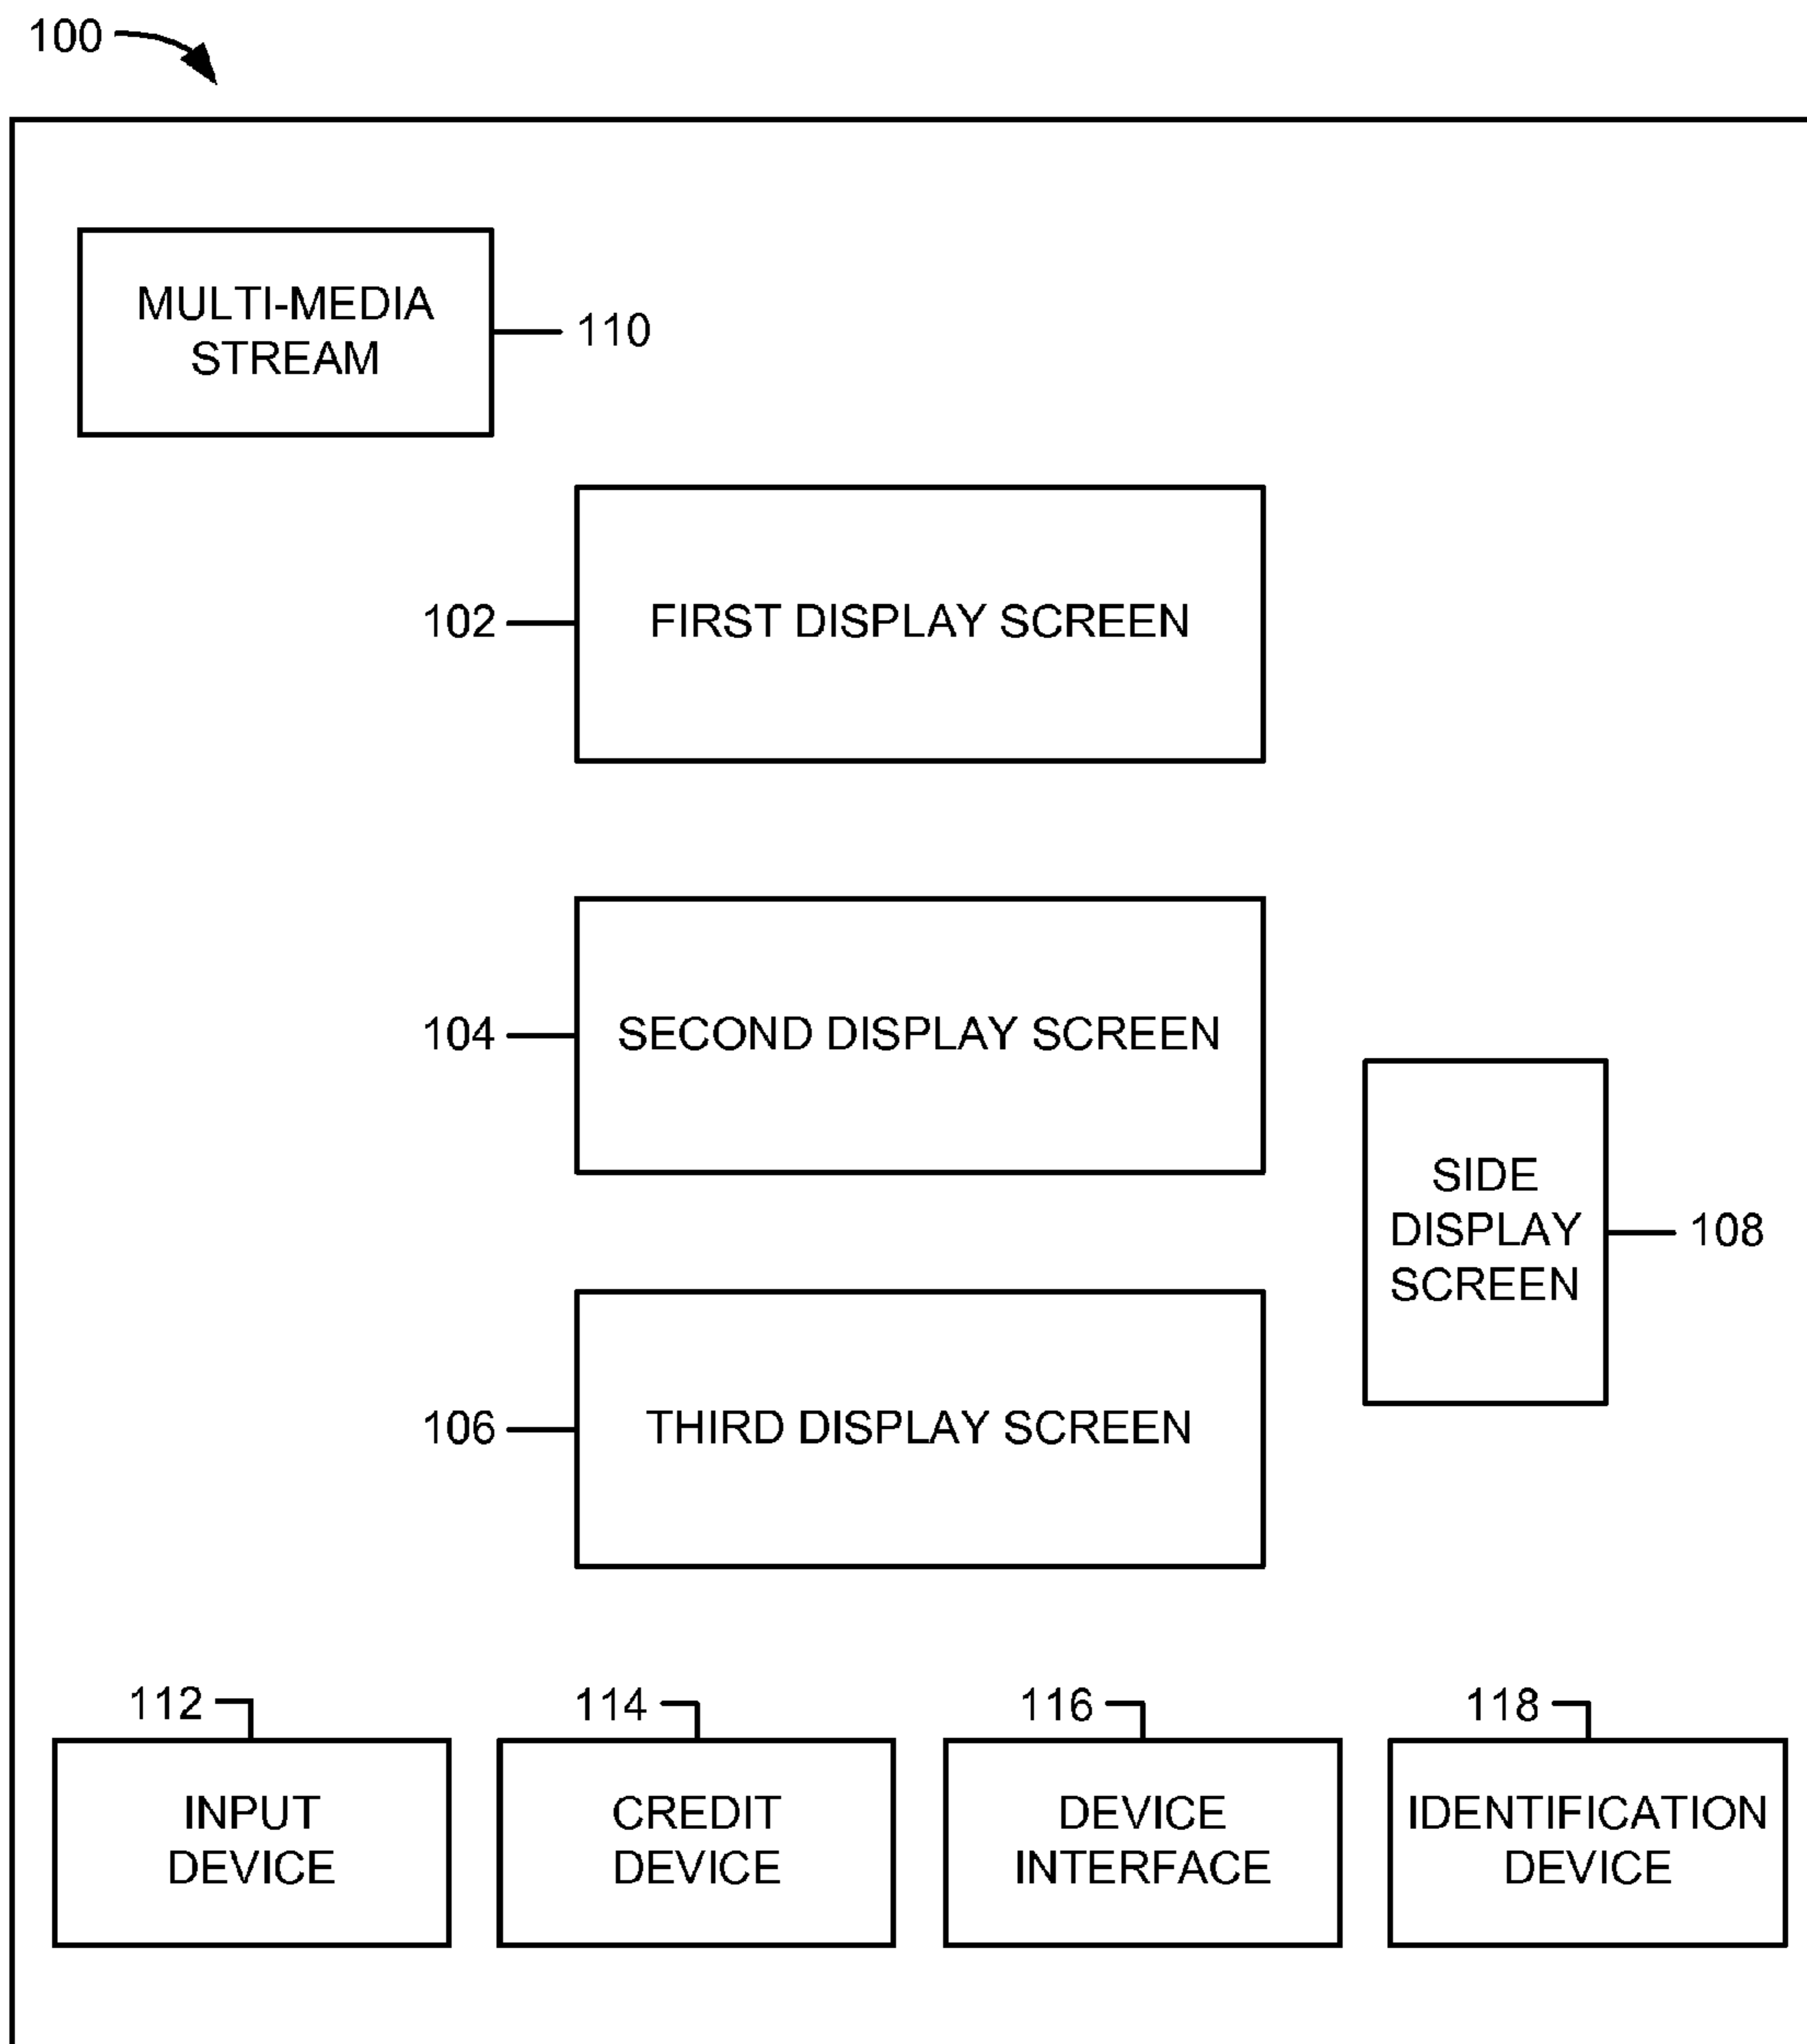 100
MULTI-MEDIA
STREAM
110
102
FIRST DISPLAY SCREEN
104
SECOND DISPLAY SCREEN
SIDE
DISPLAY
SCREEN
108
106
THIRD DISPLAY SCREEN
112
INPUT
DEVICE
114
CREDIT
DEVICE
116
DEVICE
INTERFACE
118
IDENTIFICATION
DEVICE